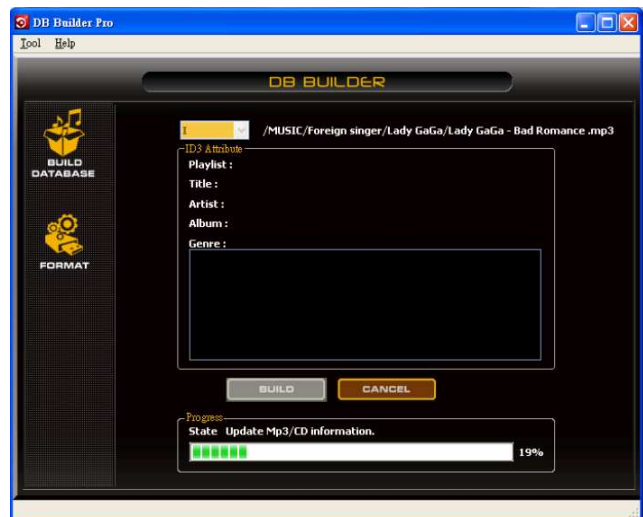 DB Builder Pro
Tool Help
DB BUILDER
BUILD
DATABASE
FORMAT
I /MUSIC/Foreign singer/Lady GaGa/Lady GaGa - Bad Romance .mp3
ID3 Attribute
Playlist :
Title :
Artist :
Album :
Genre :
BUILD CANCEL
Progress
State Update Mp3/CD information.
19%